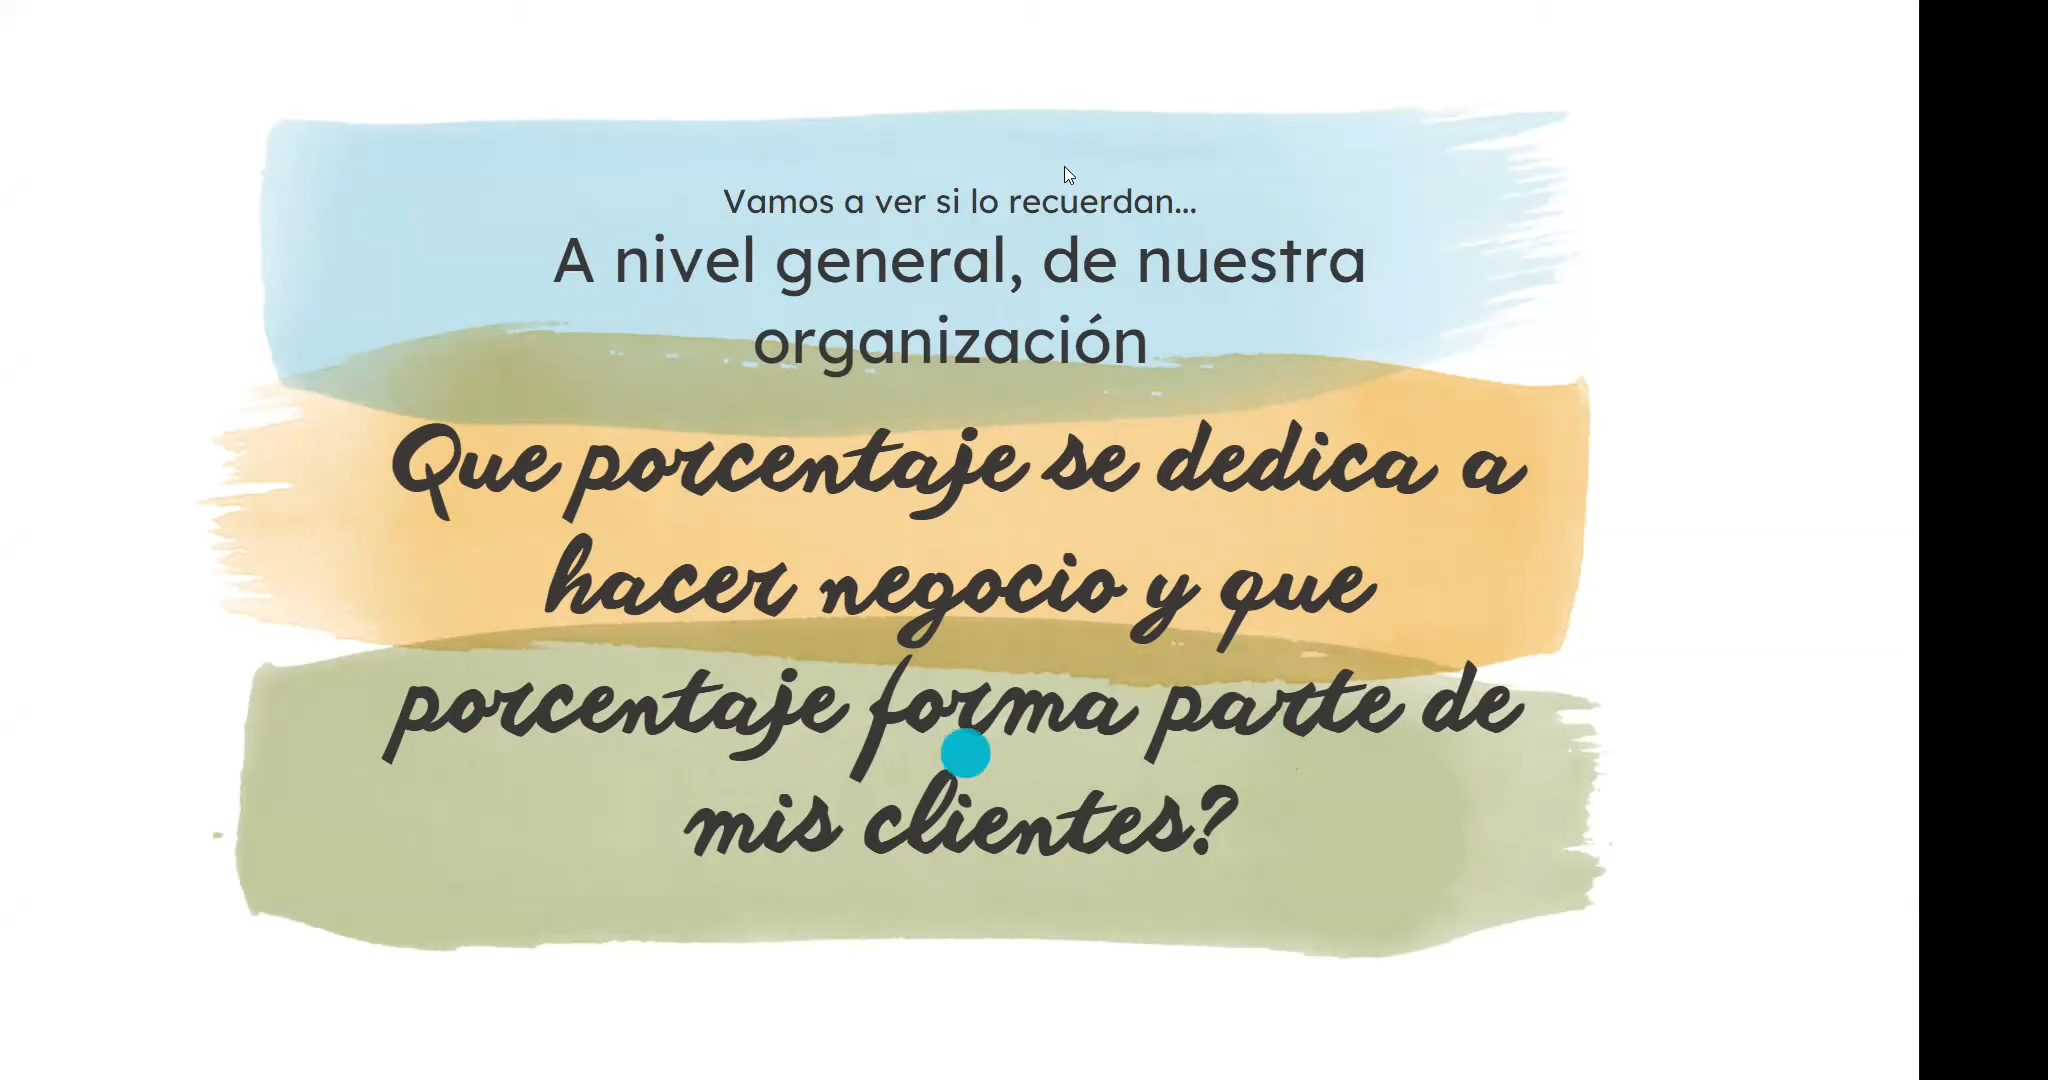 Vamos a ver si lo recuerdan...
A nivel general, de nuestra
organización
Que porcentaje se dedica a
hacer negocio y que
porcentaje forma parte de
mis clientes?